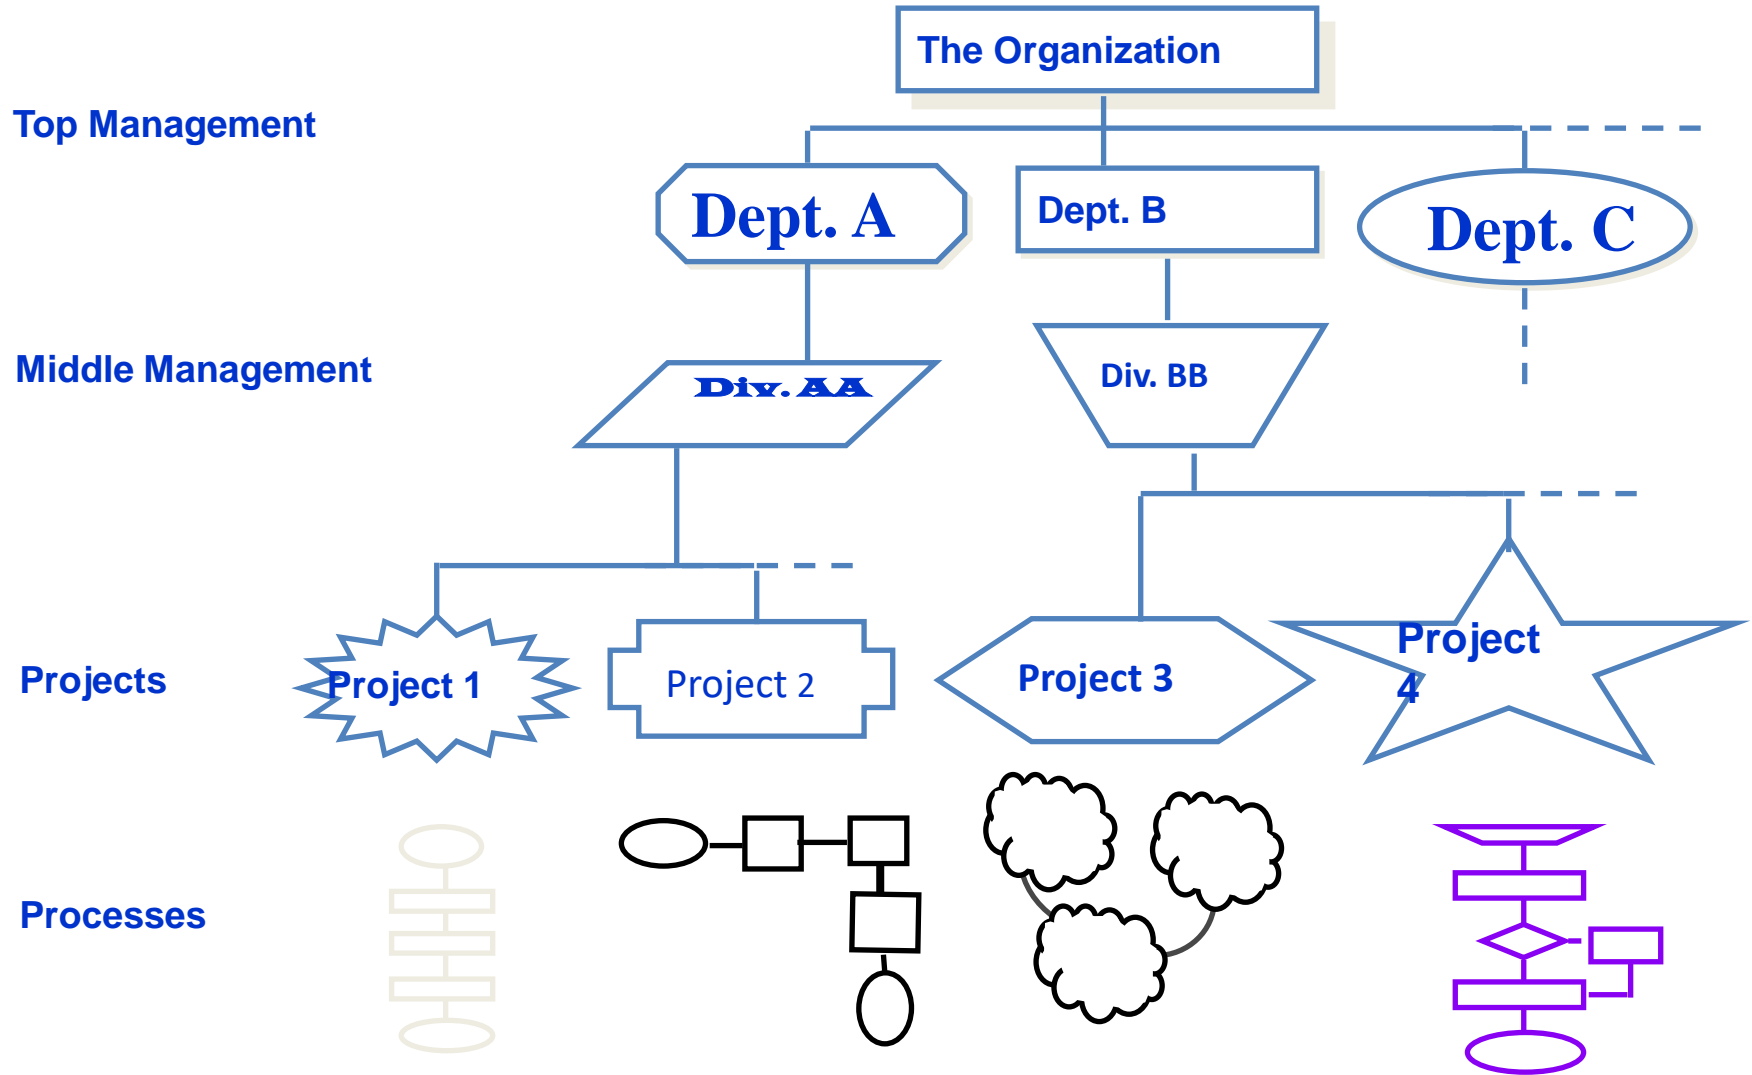 The Organization
Top Management
Dept. A
Dept. B
Dept. C
Middle Management
Div. AA
Div. BB
Projects
Project 1
Project 2
Project 3
Project
4
Processes